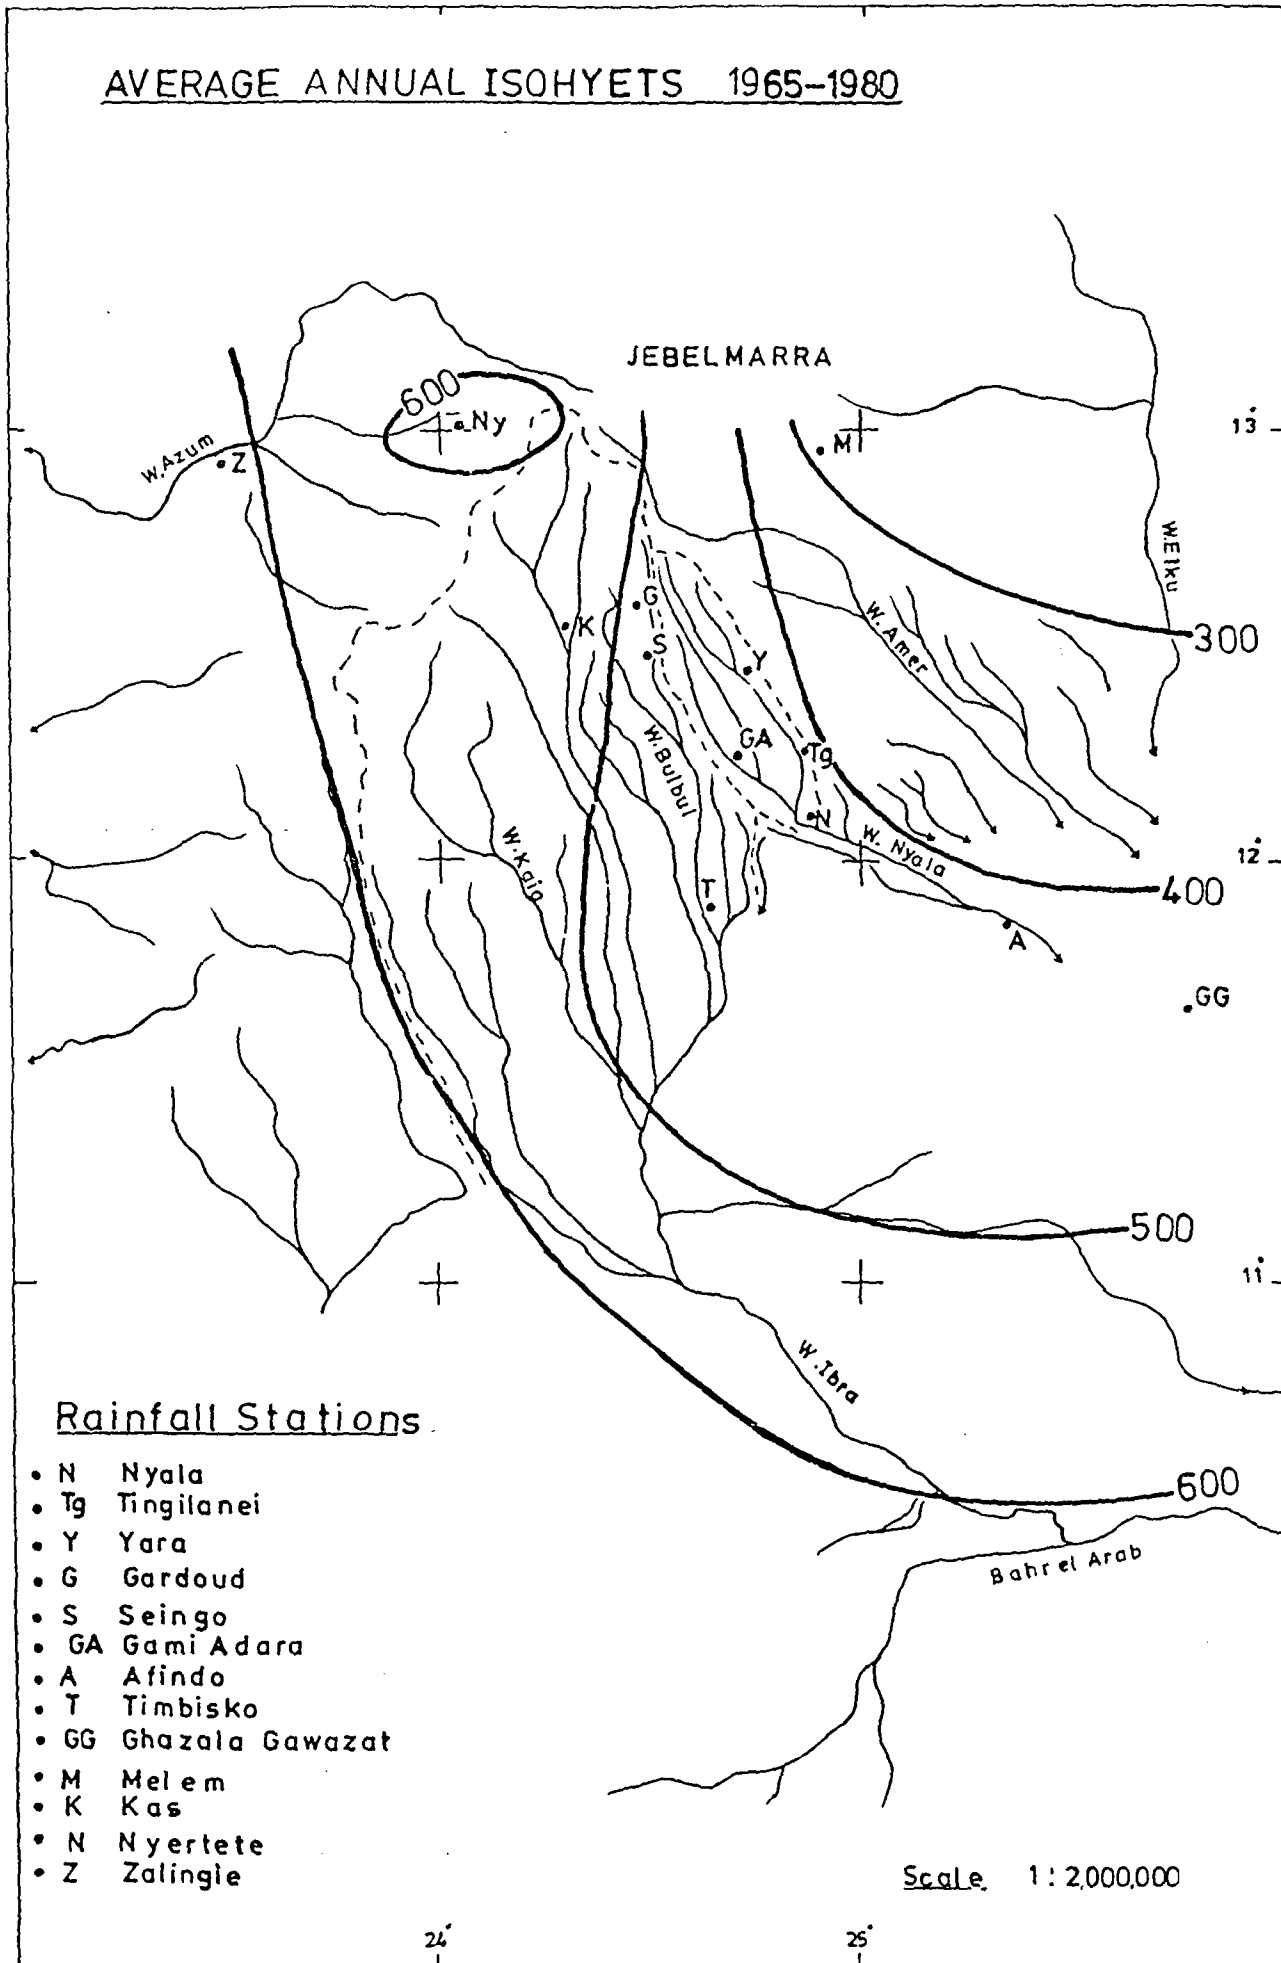 AVERAGE ANNUAL ISOHYETS 1965–1980
JEBELMARRA
600
Ny
13°
M
W.Azum
Z
W.Elku
G
K
W. Amer
300
S
Y
W.Bulbul
GA
Tg
N
W. Nyala
12°
W.Kaia
T
400
A
GG
500
11°
W.Ibra
Rainfall Stations
N Nyala
Tg Tingilanei
Y Yara
G Gardoud
S Seingo
GA Gami Adara
A Afindo
T Timbisko
GG Ghazala Gawazat
M Melem
K Kas
N Nyertete
Z Zalingie
600
Bahr el Arab
Scale 1:2,000,000
24°
25°